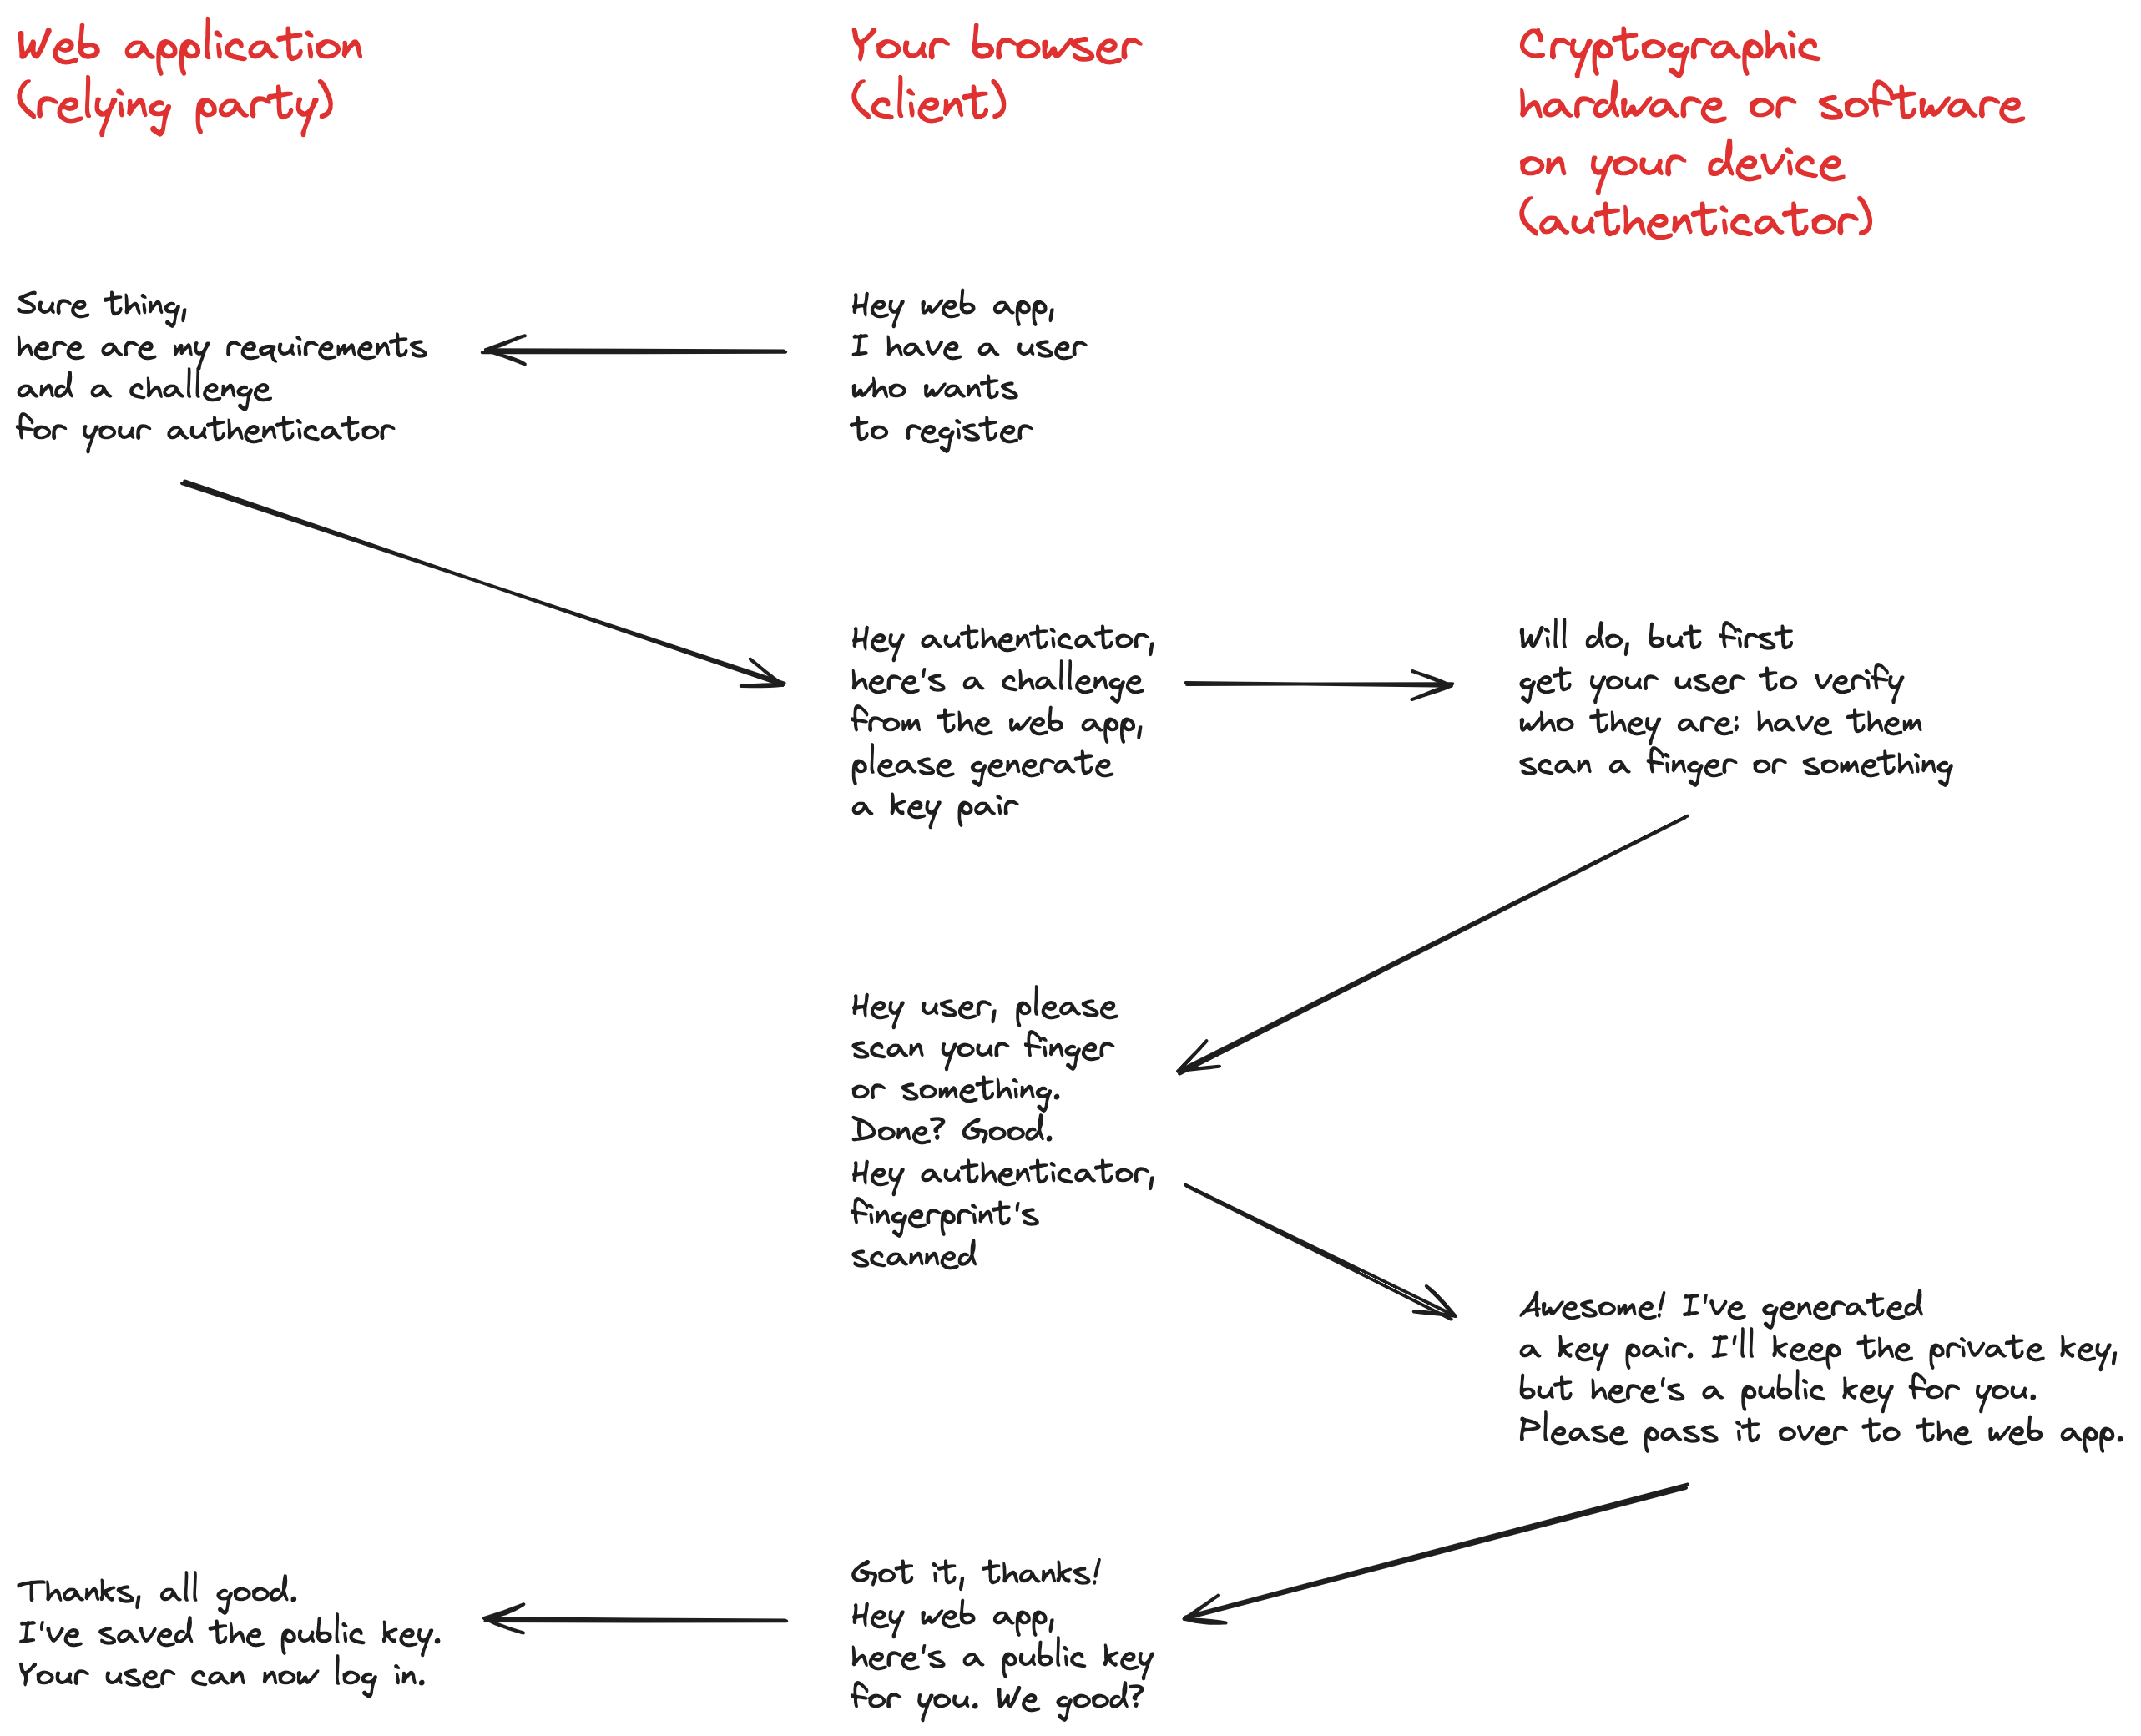 Web application
(relying party)
Your browser
(client)
Cryptographic
hardware or software
on your device
(authenticator)
Hey web app,
I have a user
who wants
to register
Sure thing,
here are my requirements
and a challenge
for your authenticator
Hey authenticator,
here's a challenge
from the web app,
please generate
a key pair
Will do, but first
get your user to verify
who they are: have them
scan a finger or something
Hey user, please
scan your finger
or something.
Done? Good.
Hey authenticator,
fingerprint's
scanned
Awesome! I've generated
a key pair. I'll keep the private key,
but here's a public key for you.
Please pass it over to the web app.
Got it, thanks!
Hey web app,
here's a public key
for you. We good?
Thanks, all good.
I've saved the public key.
Your user can now log in.